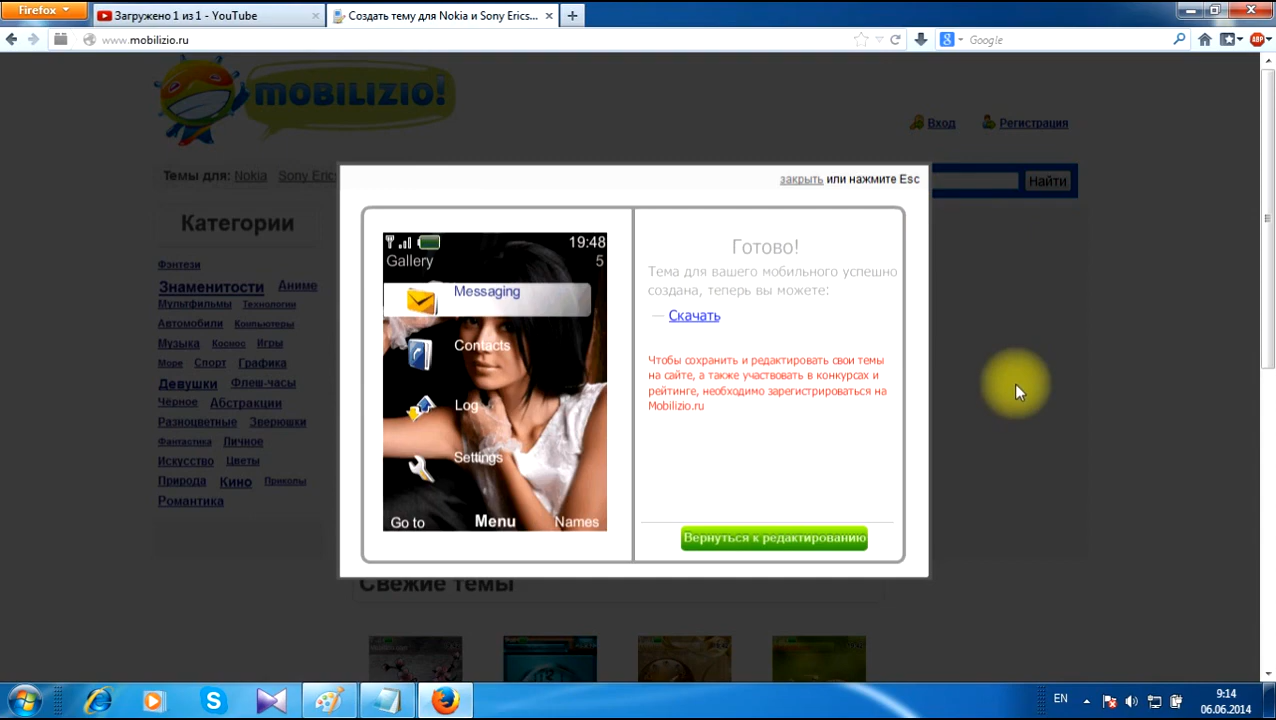 Firefox
Загружено 1 из 1 - YouTube
Создать тему для Nokia и Sony Erics...
www.mobilizio.ru
Google
ABP
MOBILIZIO!
Вход
Регистрация
Темы для: Nokia Sony Eric
Найти
закрыть или нажмите Esc
Категории
Фэнтези
Знаменитости Аниме
Мультфильмы Технологии
Автомобили Компьютеры
Музыка Космос Игры
Море Спорт Графика
Девушки Флеш-часы
Черное Абстракции
Разноцветные Зверюшки
Фантастика Личное
Искусство Цветы
Природа Кино Приколы
Романтика
19:48
Gallery 5
Messaging
Contacts
Log
Settings
Go to Menu Names
Готово!
Тема для вашего мобильного успешно
создана, теперь вы можете:
— Скачать
Чтобы сохранить и редактировать свои темы
на сайте, а также участвовать в конкурсах и
рейтинге, необходимо зарегистрироваться на
Mobilizio.ru
Вернуться к редактированию
Свежие темы
EN
9:14
06.06.2014